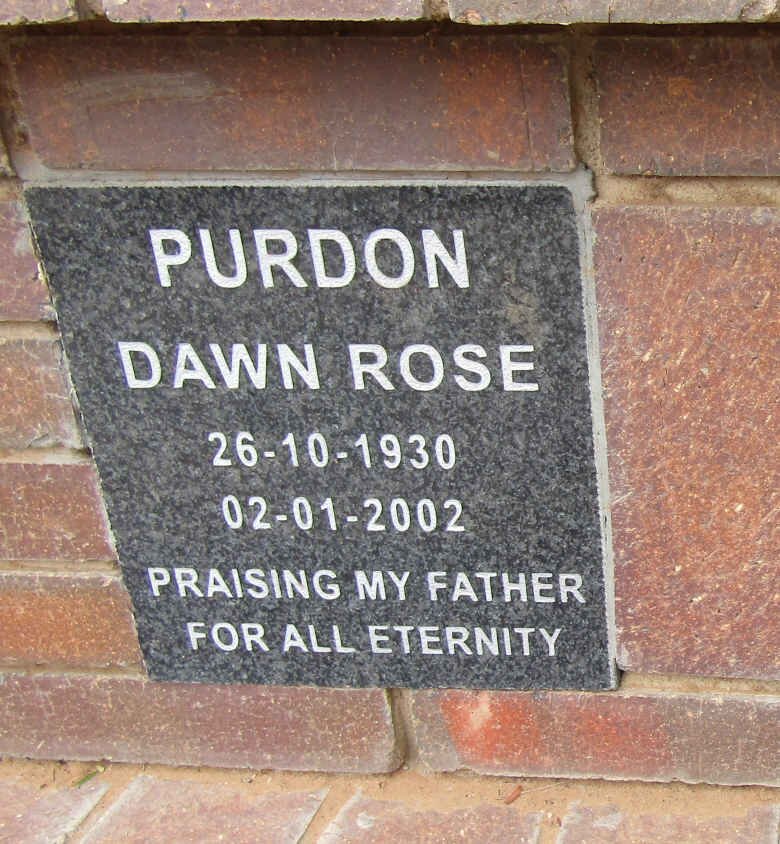 PURDON
DAWN ROSE
26-10-1930
02-01-2002
PRAISING MY FATHER
FOR ALL ETERNITY